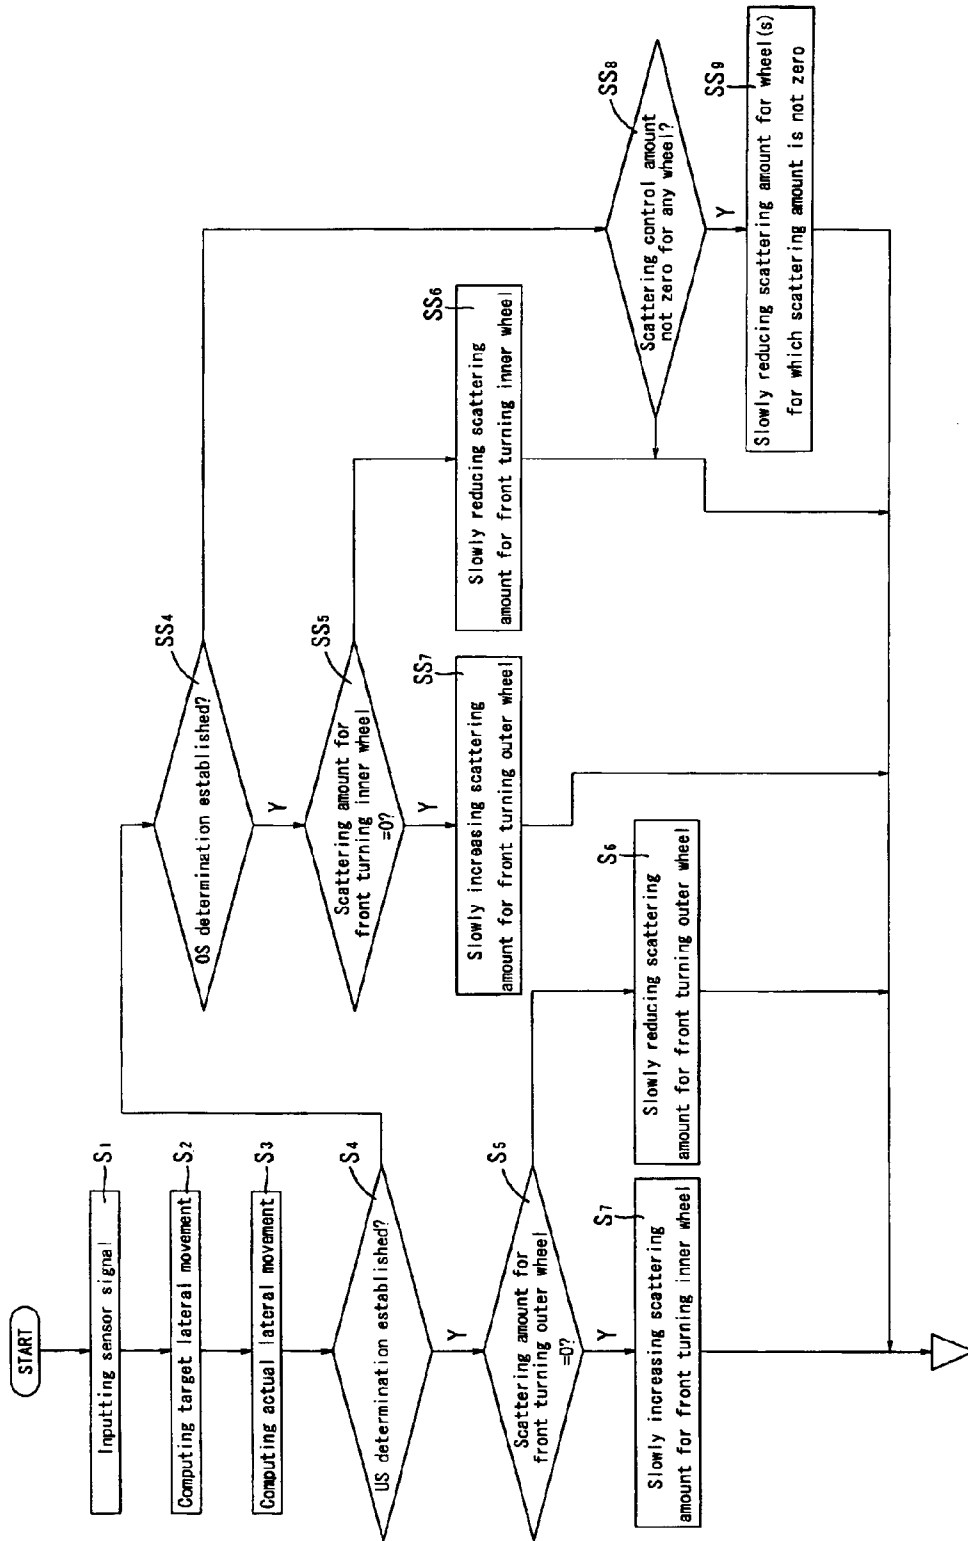 START
S1
Inputting sensor signal
S2
Computing target lateral movement
S3
Computing actual lateral movement
S4
US determination established?
Y
S5
Scattering amount for
front turning outer wheel
=0?
Y
S7
Slowly increasing scattering
amount for front turning inner wheel
S6
Slowly reducing scattering
amount for front turning outer wheel
SS4
OS determination established?
Y
SS5
Scattering amount for
front turning inner wheel
=0?
Y
SS7
Slowly increasing scattering
amount for front turning outer wheel
SS6
Slowly reducing scattering
amount for front turning inner wheel
SS8
Scattering control amount
not zero for any wheel?
Y
SS9
Slowly reducing scattering amount for wheel(s)
for which scattering amount is not zero